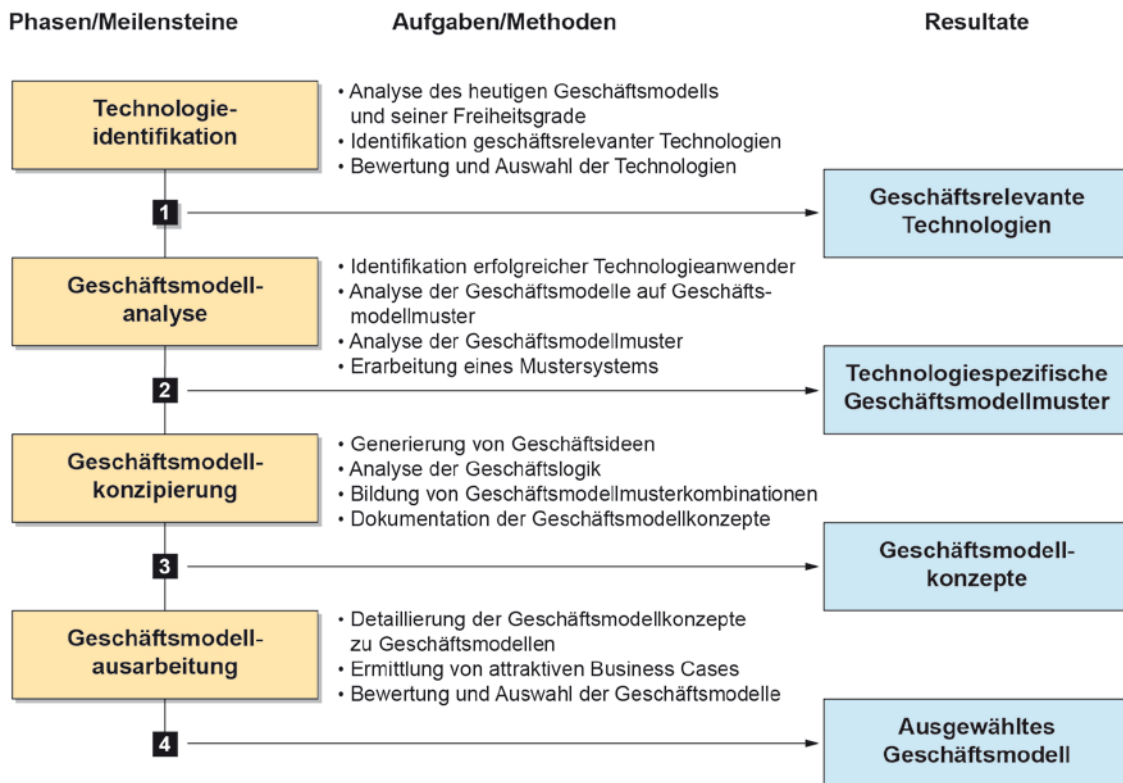 Phasen/Meilensteine
Aufgaben/Methoden
Resultate
Technologie-
identifikation
• Analyse des heutigen Geschäftsmodells
und seiner Freiheitsgrade
• Identifikation geschäftsrelevanter Technologien
• Bewertung und Auswahl der Technologien
1
Geschäftsrelevante
Technologien
Geschäftsmodell-
analyse
• Identifikation erfolgreicher Technologieanwender
• Analyse der Geschäftsmodelle auf Geschäfts-
modellmuster
• Analyse der Geschäftsmodellmuster
• Erarbeitung eines Mustersystems
2
Technologiespezifische
Geschäftsmodellmuster
Geschäftsmodell-
konzipierung
• Generierung von Geschäftsideen
• Analyse der Geschäftslogik
• Bildung von Geschäftsmodellmusterkombinationen
• Dokumentation der Geschäftsmodellkonzepte
3
Geschäftsmodell-
konzepte
Geschäftsmodell-
ausarbeitung
• Detaillierung der Geschäftsmodellkonzepte
zu Geschäftsmodellen
• Ermittlung von attraktiven Business Cases
• Bewertung und Auswahl der Geschäftsmodelle
4
Ausgewähltes
Geschäftsmodell